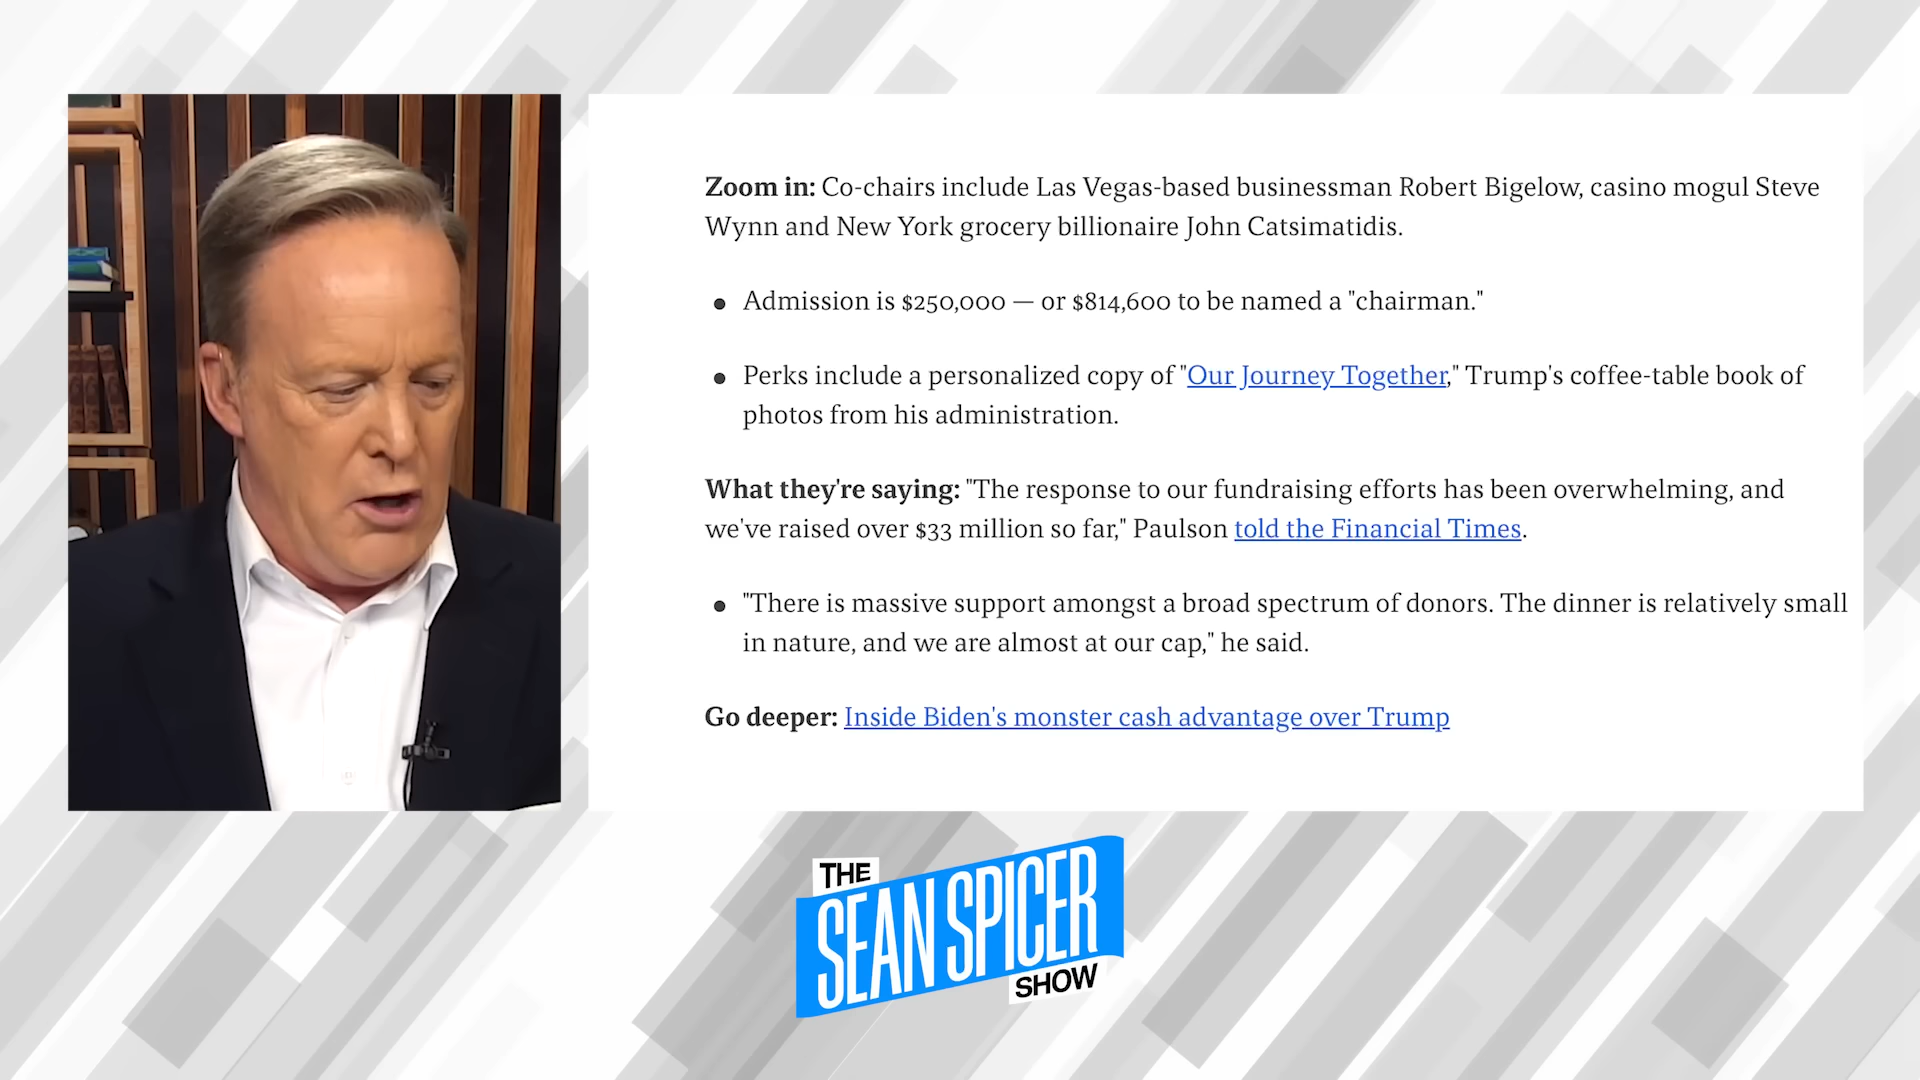 Zoom in: Co-chairs include Las Vegas-based businessman Robert Bigelow, casino mogul Steve
Wynn and New York grocery billionaire John Catsimatidis.
● Admission is $250,000 — or $814,600 to be named a "chairman."
● Perks include a personalized copy of "Our Journey Together," Trump's coffee-table book of
photos from his administration.
What they're saying: "The response to our fundraising efforts has been overwhelming, and
we've raised over $33 million so far," Paulson told the Financial Times.
● "There is massive support amongst a broad spectrum of donors. The dinner is relatively small
in nature, and we are almost at our cap," he said.
Go deeper: Inside Biden's monster cash advantage over Trump
THE
SEAN SPICER
SHOW